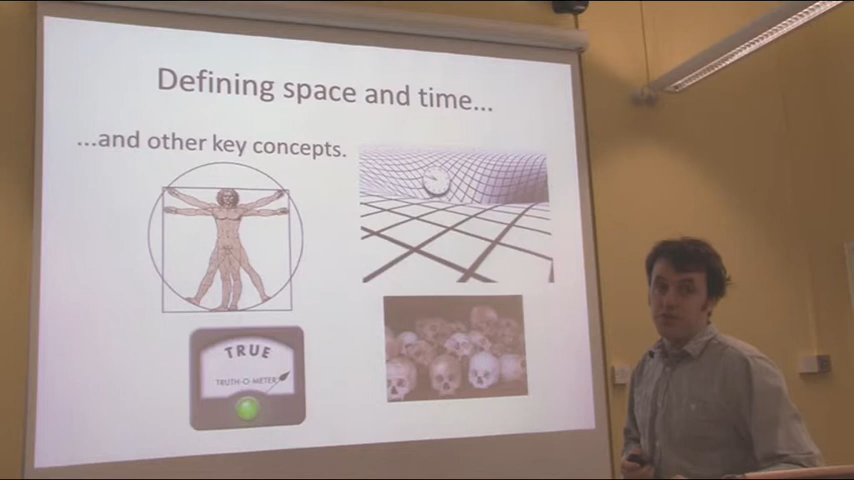 Defining space and time...
...and other key concepts.
TRUE
TRUTH-O-METER